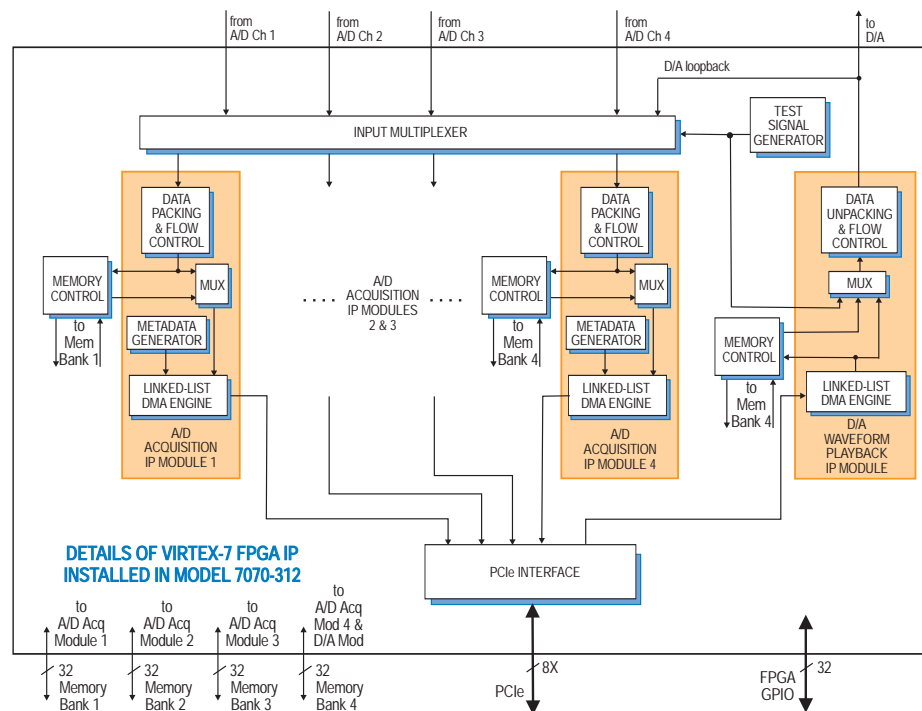 from
A/D Ch 1
from
A/D Ch 2
from
A/D Ch 3
from
A/D Ch 4
to
D/A
D/A loopback
TEST
SIGNAL
GENERATOR
INPUT MULTIPLEXER
DATA
PACKING
& FLOW
CONTROL
MEMORY
CONTROL
MUX
to
Mem
Bank 1
METADATA
GENERATOR
LINKED-LIST
DMA ENGINE
A/D
ACQUISITION
IP MODULE 1
. . . .
A/D
ACQUISITION
IP MODULES
2 & 3
. . . .
DATA
PACKING
& FLOW
CONTROL
MEMORY
CONTROL
MUX
to
Mem
Bank 4
METADATA
GENERATOR
LINKED-LIST
DMA ENGINE
A/D
ACQUISITION
IP MODULE 4
DATA
UNPACKING
& FLOW
CONTROL
MUX
MEMORY
CONTROL
to
Mem
Bank 4
LINKED-LIST
DMA ENGINE
D/A
WAVEFORM
PLAYBACK
IP MODULE
DETAILS OF VIRTEX-7 FPGA IP
INSTALLED IN MODEL 7070-312
PCIe INTERFACE
to
A/D Acq
Module 1
to
A/D Acq
Module 2
to
A/D Acq
Module 3
to
A/D Acq
Mod 4 &
D/A Mod
32
Memory
Bank 1
32
Memory
Bank 2
32
Memory
Bank 3
32
Memory
Bank 4
8X
PCIe
32
FPGA
GPIO